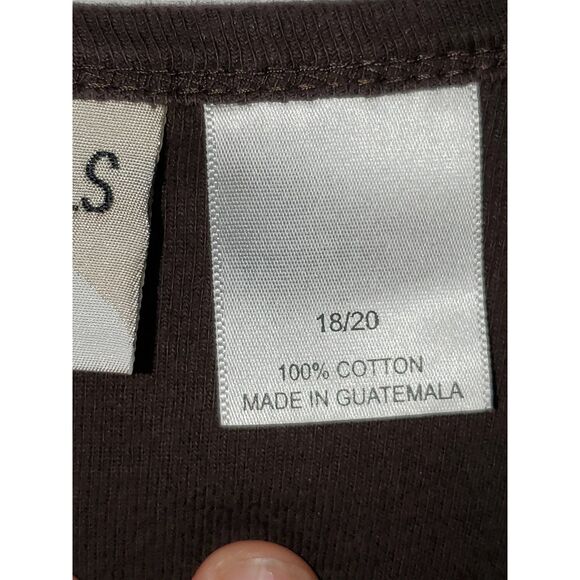 .S
18/20
100% COTTON
MADE IN GUATEMALA